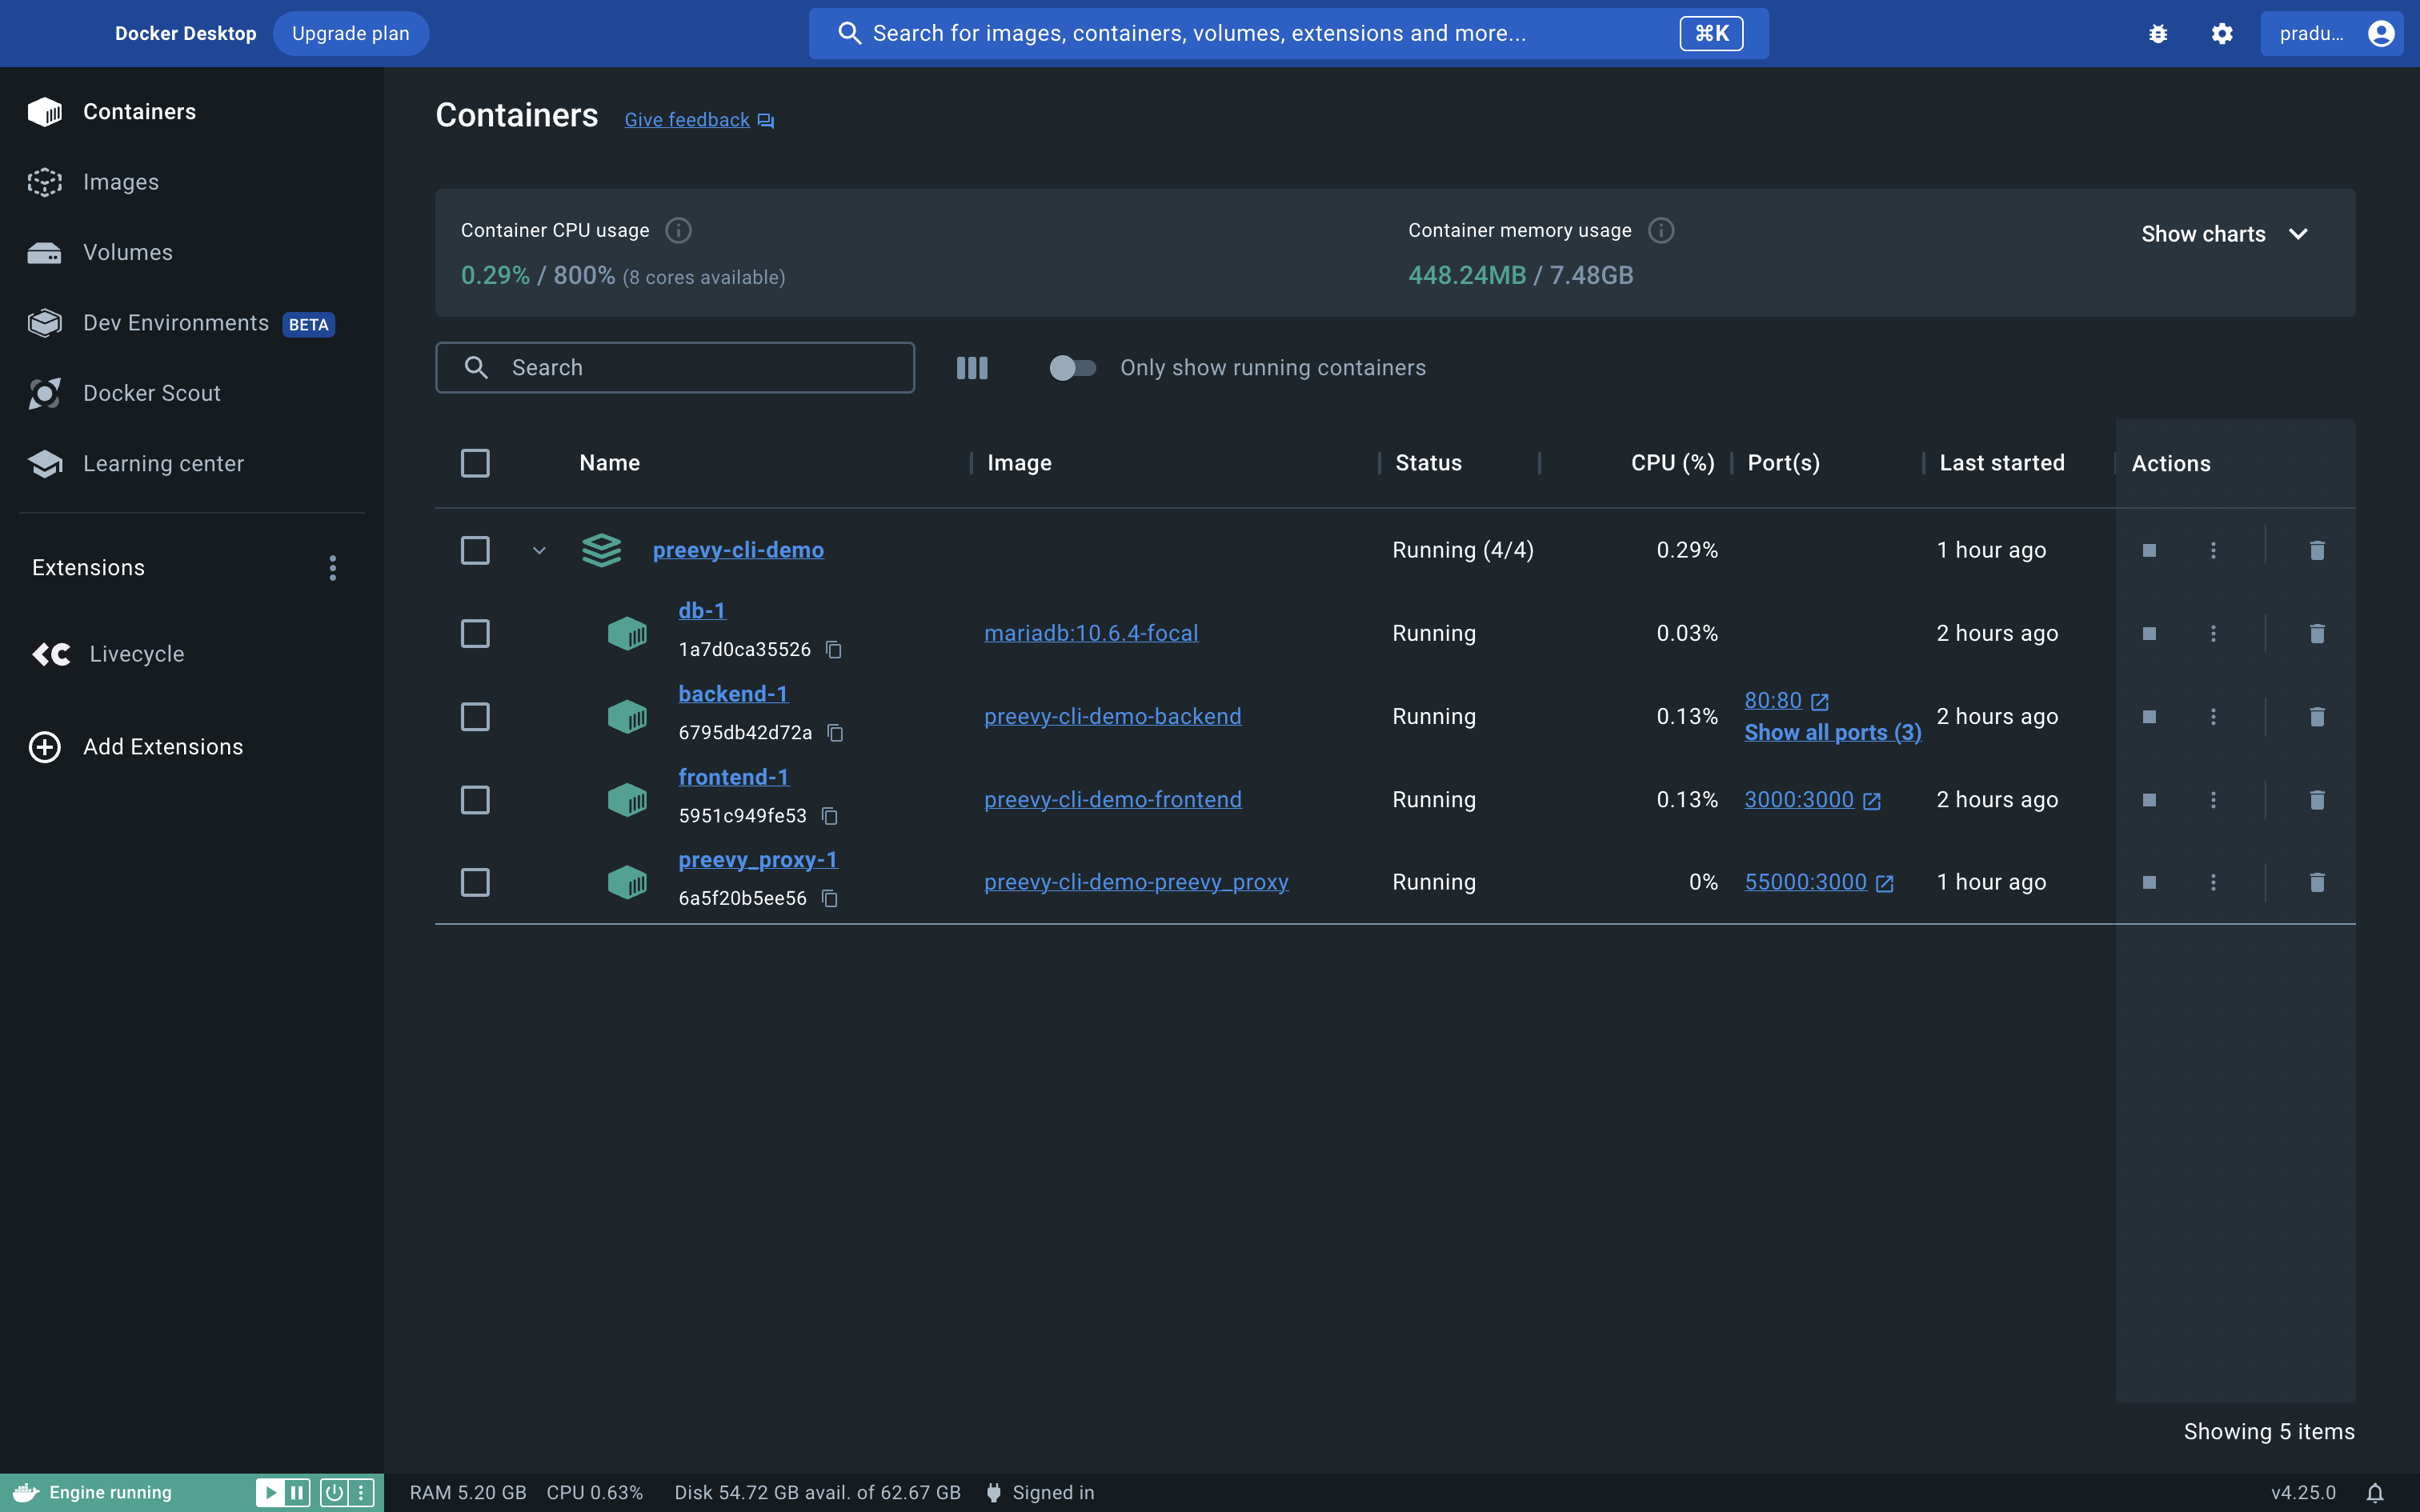 Docker Desktop
Upgrade plan
Search for images, containers, volumes, extensions and more...
⌘K
pradu...
Containers
Images
Volumes
Dev Environments BETA
Docker Scout
Learning center
Extensions
Livecycle
Add Extensions
Containers
Give feedback
Container CPU usage
0.29% / 800% (8 cores available)
Container memory usage
448.24MB / 7.48GB
Show charts
Search
Only show running containers
Name Image Status CPU (%) Port(s) Last started Actions
preevy-cli-demo Running (4/4) 0.29% 1 hour ago
db-1
1a7d0ca35526
mariadb:10.6.4-focal Running 0.03% 2 hours ago
backend-1
6795db42d72a
preevy-cli-demo-backend Running 0.13%
80:80
Show all ports (3)
2 hours ago
frontend-1
5951c949fe53
preevy-cli-demo-frontend Running 0.13% 3000:3000 2 hours ago
preevy_proxy-1
6a5f20b5ee56
preevy-cli-demo-preevy_proxy Running 0% 55000:3000 1 hour ago
Showing 5 items
Engine running
RAM 5.20 GB CPU 0.63% Disk 54.72 GB avail. of 62.67 GB Signed in
v4.25.0